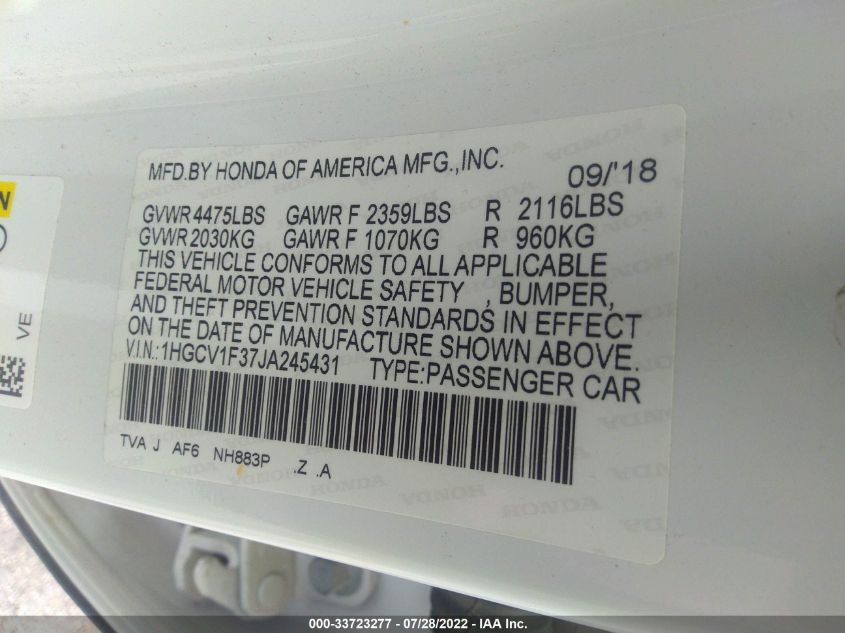 MFD.BY HONDA OF AMERICA MFG.,INC. 09/'18
GVWR 4475LBS GAWR F 2359LBS R 2116LBS
GVWR 2030KG GAWR F 1070KG R 960KG
THIS VEHICLE CONFORMS TO ALL APPLICABLE
FEDERAL MOTOR VEHICLE SAFETY , BUMPER,
AND THEFT PREVENTION STANDARDS IN EFFECT
ON THE DATE OF MANUFACTURE SHOWN ABOVE.
V.I.N.:1HGCV1F37JA245431 TYPE:PASSENGER CAR
TVA J AF6 NH883P .Z .A
VE
HONDA
000-33723277 - 07/28/2022 - IAA Inc.